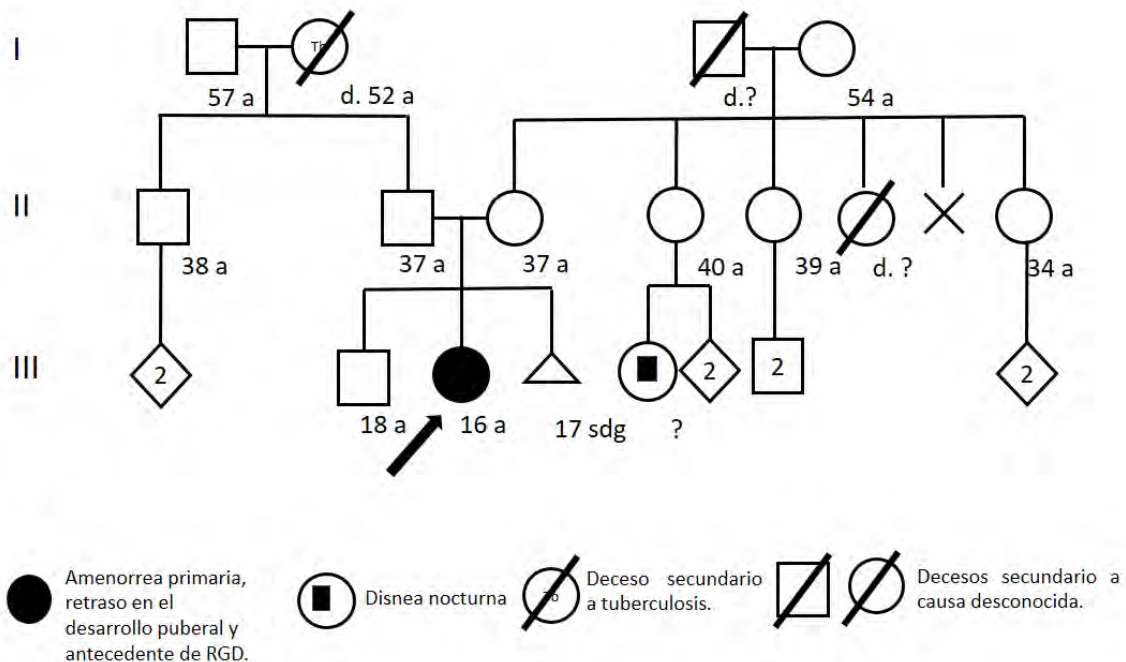 I
Tb
57 a
d. 52 a
d.?
54 a
II
38 a
37 a
37 a
40 a
39 a
d. ?
34 a
III
2
2
2
2
18 a
16 a
17 sdg
?
Amenorrea primaria,
retraso en el
desarrollo puberal y
antecedente de RGD.
Disnea nocturna
Tb
Deceso secundario
a tuberculosis.
Decesos secundario a
causa desconocida.